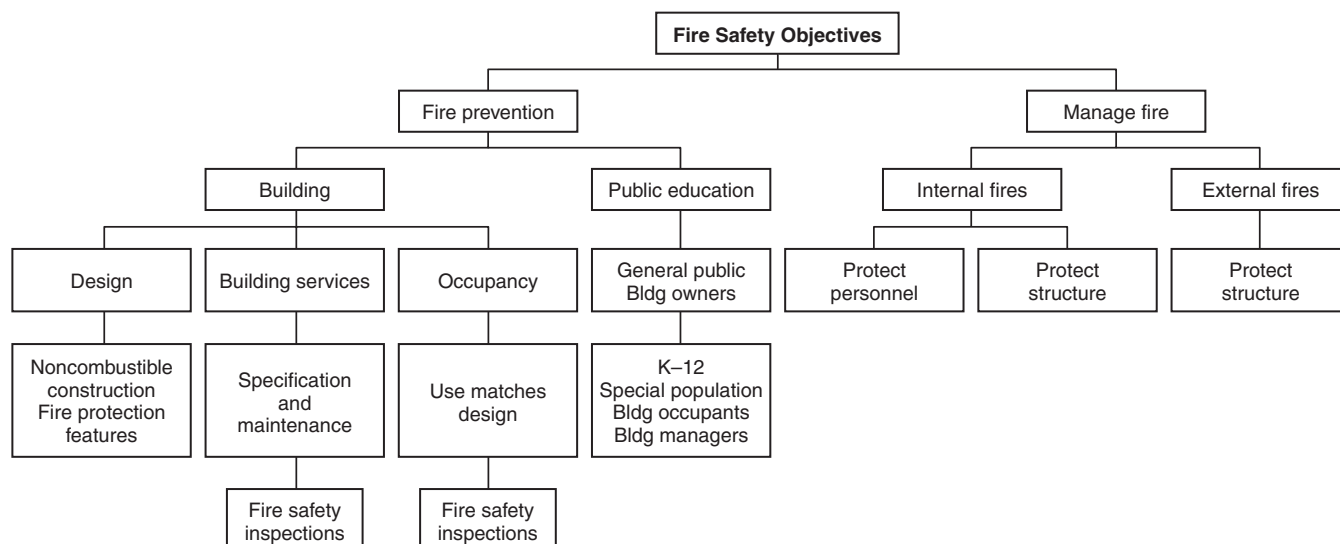 Fire Safety Objectives
Fire prevention
Manage fire
Building
Public education
Internal fires
External fires
Design
Building services
Occupancy
General public
Bldg owners
Protect
personnel
Protect
structure
Protect
structure
Noncombustible
construction
Fire protection
features
Specification
and
maintenance
Use matches
design
K–12
Special population
Bldg occupants
Bldg managers
Fire safety
inspections
Fire safety
inspections